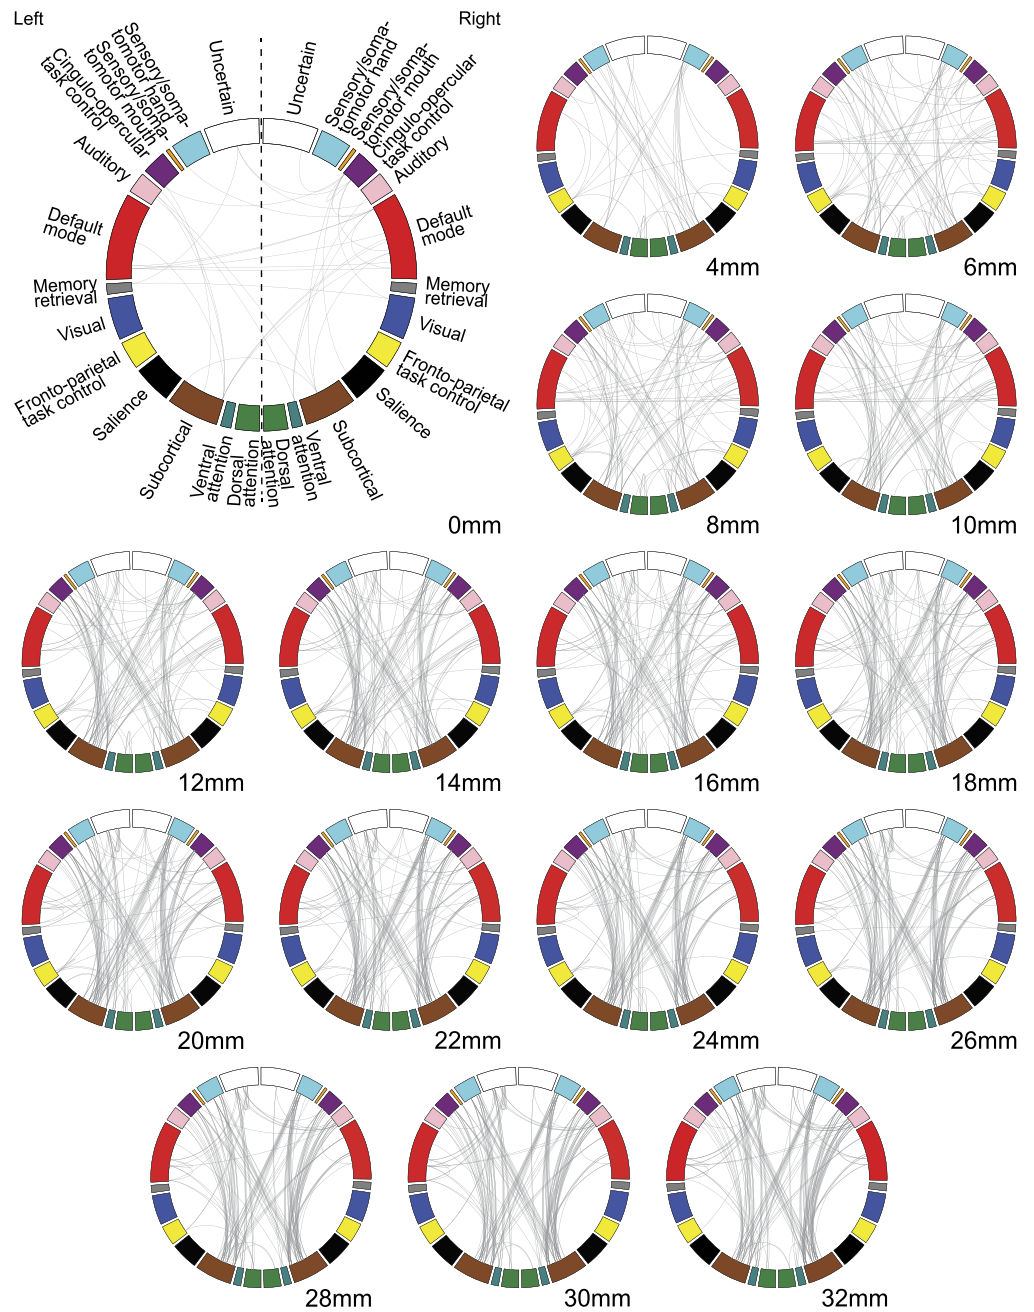 Left
Right
Sensory/soma-
tomotor hand
Sensory/soma-
tomotor mouth
Cingulo-opercular
task control
Auditory
Default
mode
Memory
retrieval
Visual
Fronto-parietal
task control
Salience
Subcortical
Ventral
attention
Dorsal
attention
Uncertain
Uncertain
Sensory/soma-
tomotor hand
Sensory/soma-
tomotor mouth
Cingulo-opercular
task control
Auditory
Default
mode
Memory
retrieval
Visual
Fronto-parietal
task control
Salience
Subcortical
Ventral
attention
Dorsal
attention
0mm
4mm
6mm
8mm
10mm
12mm
14mm
16mm
18mm
20mm
22mm
24mm
26mm
28mm
30mm
32mm